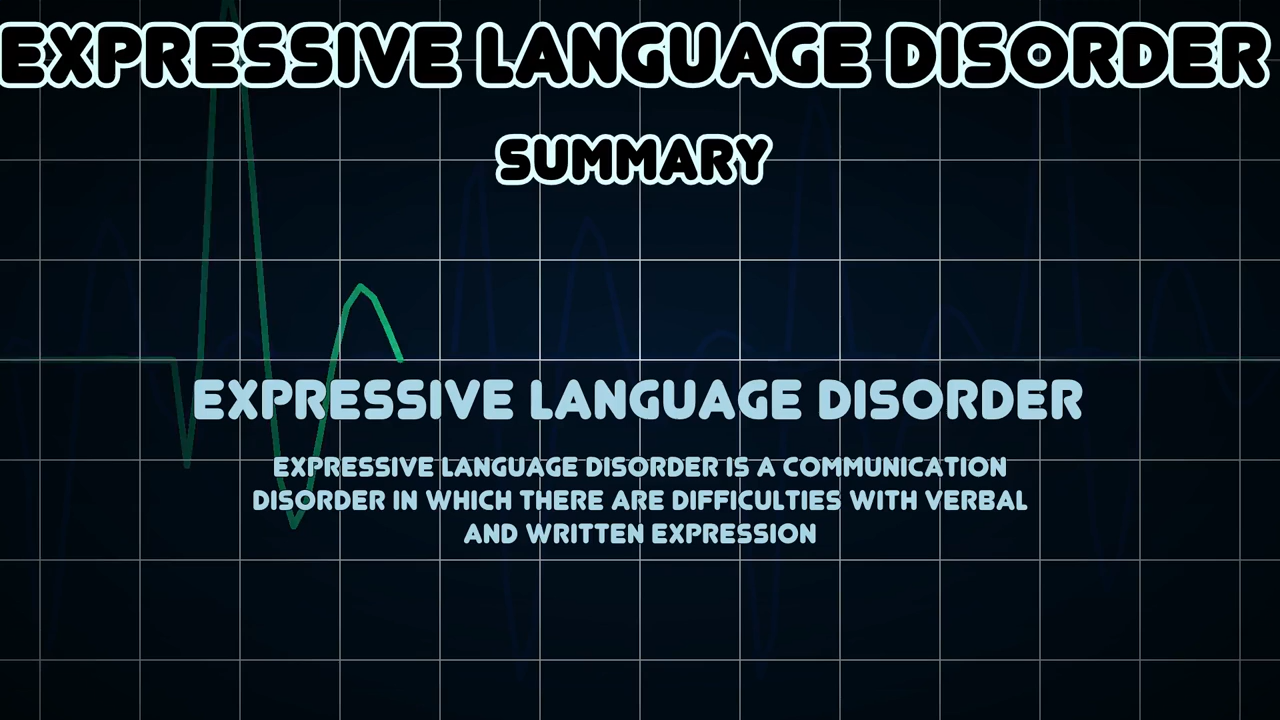 EXPRESSIVE LANGUAGE DISORDER
SUMMARY
EXPRESSIVE LANGUAGE DISORDER
EXPRESSIVE LANGUAGE DISORDER IS A COMMUNICATION
DISORDER IN WHICH THERE ARE DIFFICULTIES WITH VERBAL
AND WRITTEN EXPRESSION